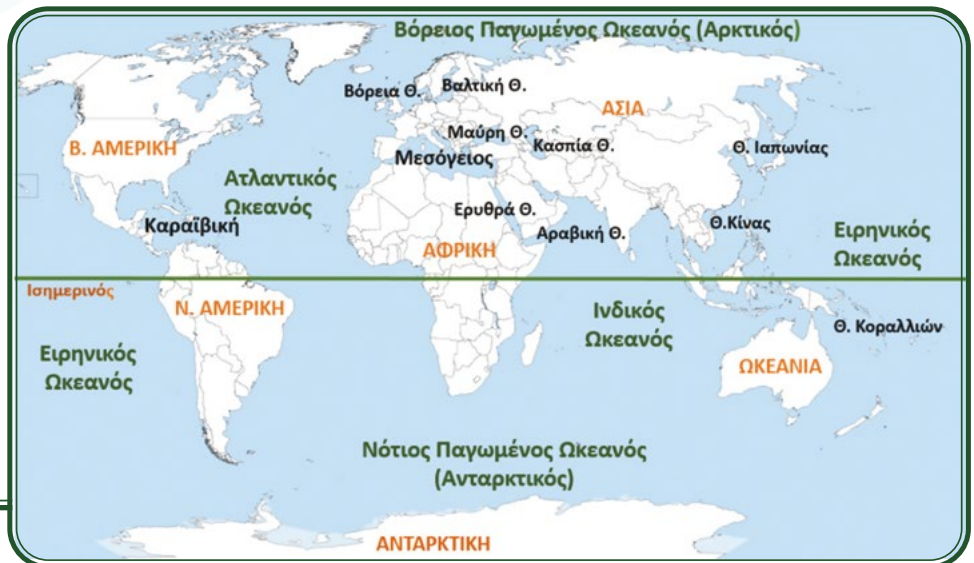 Βόρειος Παγωμένος Ωκεανός (Αρκτικός)
Βόρεια Θ.
Βαλτική Θ.
ΑΣΙΑ
Β. ΑΜΕΡΙΚΗ
Μαύρη Θ.
Κασπία Θ.
Θ. Ιαπωνίας
Μεσόγειος
Ατλαντικός
Ωκεανός
Καραϊβική
Ερυθρά Θ.
Αραβική Θ.
Θ.Κίνας
ΑΦΡΙΚΗ
Ειρηνικός
Ωκεανός
Ισημερινός
Ν. ΑΜΕΡΙΚΗ
Ινδικός
Ωκεανός
Θ. Κοραλλιών
Ειρηνικός
Ωκεανός
ΩΚΕΑΝΙΑ
Νότιος Παγωμένος Ωκεανός
(Ανταρκτικός)
ΑΝΤΑΡΚΤΙΚΗ